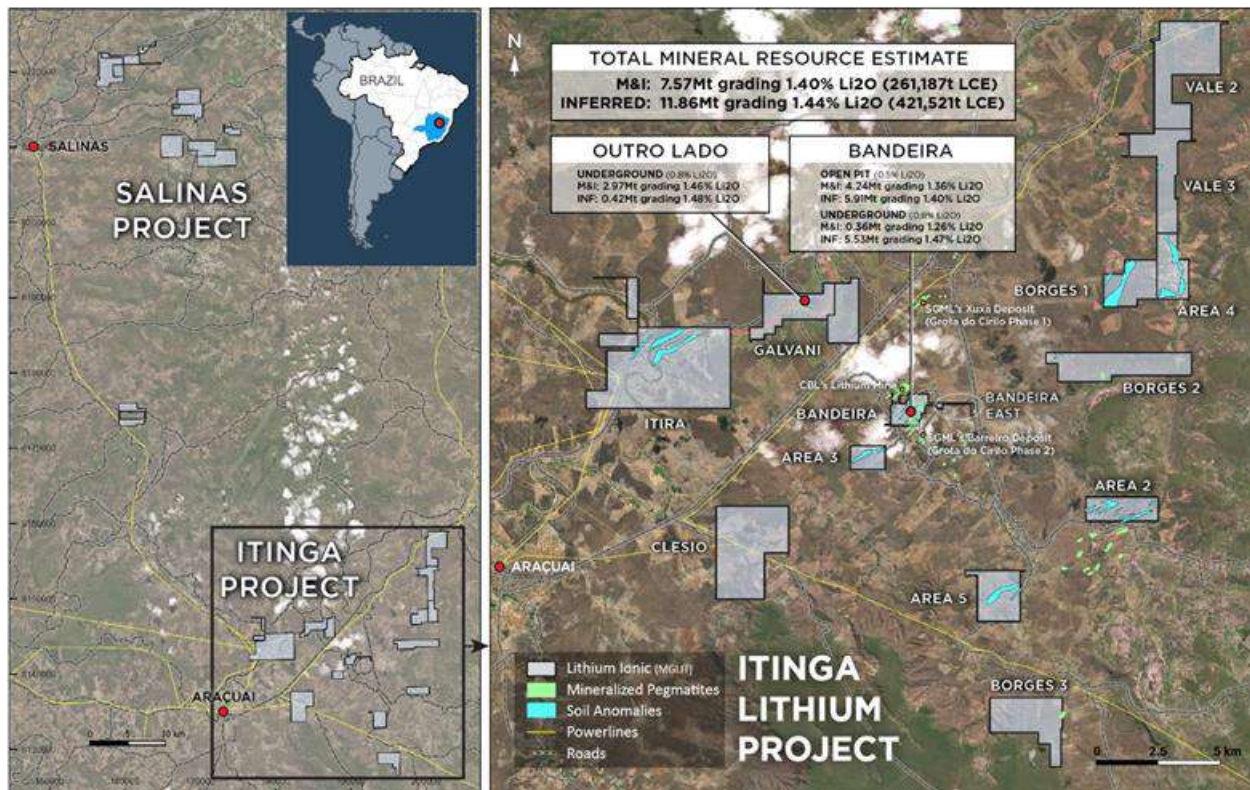 BRAZIL
SALINAS
SALINAS
PROJECT
ITINGA
PROJECT
ARAÇUAI
0 5 10 km
N
TOTAL MINERAL RESOURCE ESTIMATE
M&I: 7.57Mt grading 1.40% Li2O (261,187t LCE)
INFERRED: 11.86Mt grading 1.44% Li2O (421,521t LCE)
OUTRO LADO
UNDERGROUND (0.8% Li2O)
M&I: 2.97Mt grading 1.46% Li2O
INF: 0.42Mt grading 1.48% Li2O
BANDEIRA
OPEN PIT (0.5% Li2O)
M&I: 4.24Mt grading 1.36% Li2O
INF: 5.91Mt grading 1.40% Li2O
UNDERGROUND (0.8% Li2O)
M&I: 0.36Mt grading 1.26% Li2O
INF: 5.53Mt grading 1.47% Li2O
VALE 2
VALE 3
BORGES 1
AREA 4
SGML's Xuxa Deposit
(Grota do Cirilo Phase 1)
GALVANI
BORGES 2
CBL's Lithium Mine
BANDEIRA
BANDEIRA
EAST
ITIRA
SGML's Barreiro Deposit
(Grota do Cirilo Phase 2)
AREA 3
AREA 2
CLESIO
ARAÇUAI
AREA 5
Lithium Ionic (MGLIT)
Mineralized Pegmatites
Soil Anomalies
Powerlines
Roads
ITINGA
LITHIUM
PROJECT
BORGES 3
0 2.5 5 km